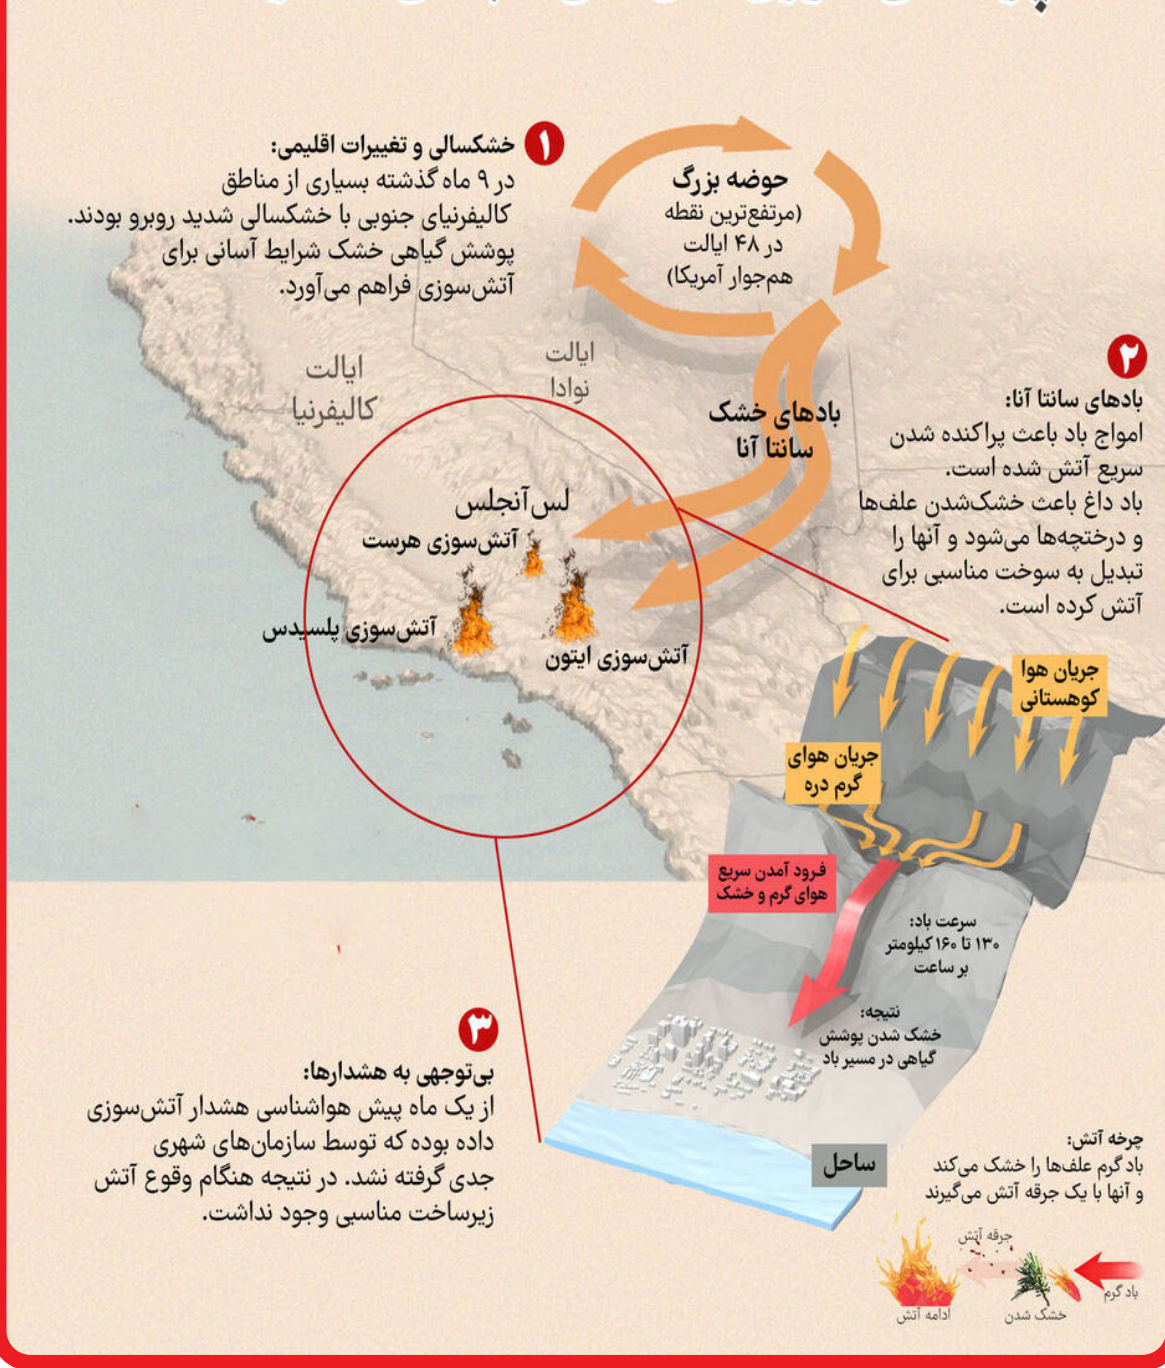 ۱
خشکسالی و تغییرات اقلیمی:
در ۹ ماه گذشته بسیاری از مناطق
کالیفرنیای جنوبی با خشکسالی شدید روبرو بودند.
پوشش گیاهی خشک شرایط آسانی برای
آتش‌سوزی فراهم می‌آورد.
حوضه بزرگ
(مرتفع‌ترین نقطه
در ۴۸ ایالت
هم‌جوار آمریکا)
ایالت
نوادا
ایالت
کالیفرنیا
بادهای خشک
سانتا آنا
۲
بادهای سانتا آنا:
امواج باد باعث پراکنده شدن
سریع آتش شده است.
باد داغ باعث خشک‌شدن علف‌ها
و درختچه‌ها می‌شود و آنها را
تبدیل به سوخت مناسبی برای
آتش کرده است.
لس‌آنجلس
آتش‌سوزی هرست
آتش‌سوزی پلسیدس
آتش‌سوزی ایتون
جریان هوا
کوهستانی
جریان هوای
گرم دره
فرود آمدن سریع
هوای گرم و خشک
سرعت باد:
۱۳۰ تا ۱۶۰ کیلومتر
بر ساعت
نتیجه:
خشک شدن پوشش
گیاهی در مسیر باد
ساحل
۳
بی‌توجهی به هشدارها:
از یک ماه پیش هواشناسی هشدار آتش‌سوزی
داده بوده که توسط سازمان‌های شهری
جدی گرفته نشد. در نتیجه هنگام وقوع آتش
زیرساخت مناسبی وجود نداشت.
چرخه آتش:
باد گرم علف‌ها را خشک می‌کند
و آنها با یک جرقه آتش می‌گیرند
جرقه آتش
باد گرم
خشک شدن
ادامه آتش